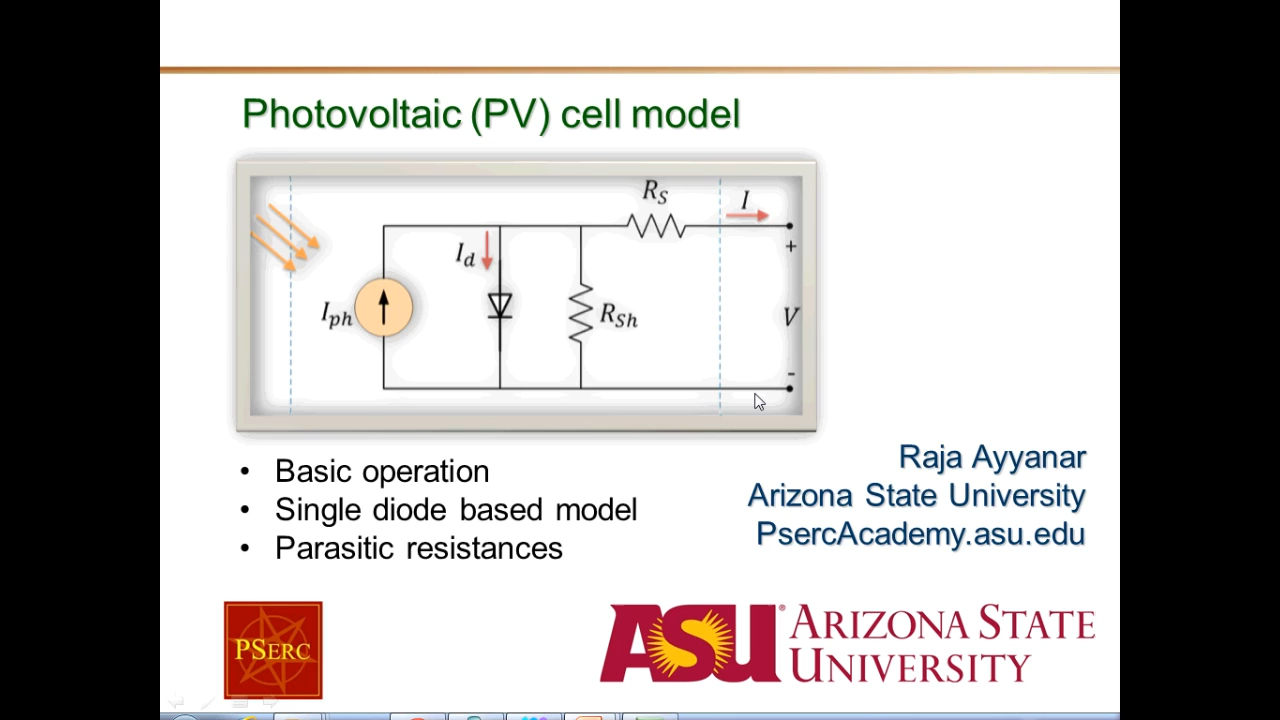 Photovoltaic (PV) cell model
R_S
I
I_d
+
I_ph
R_Sh
V
-
• Basic operation
• Single diode based model
• Parasitic resistances
Raja Ayyanar
Arizona State University
PsercAcademy.asu.edu
PSERC
ASU® ARIZONA STATE
UNIVERSITY